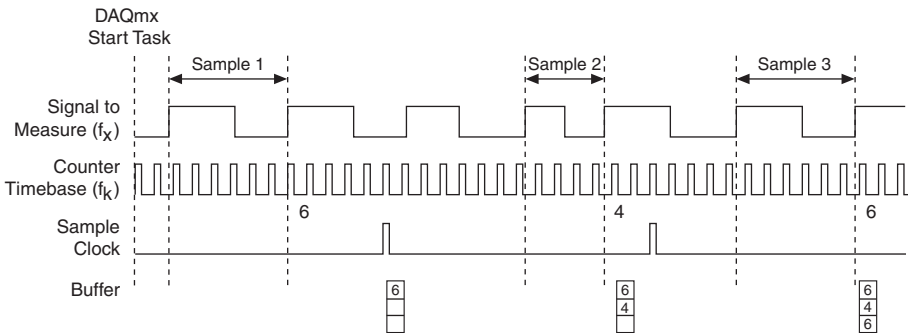 DAQmx
Start Task
Sample 1
Sample 2
Sample 3
Signal to
Measure (fx)
Counter
Timebase (fk)
6
4
6
Sample
Clock
Buffer
6
6
4
6
4
6